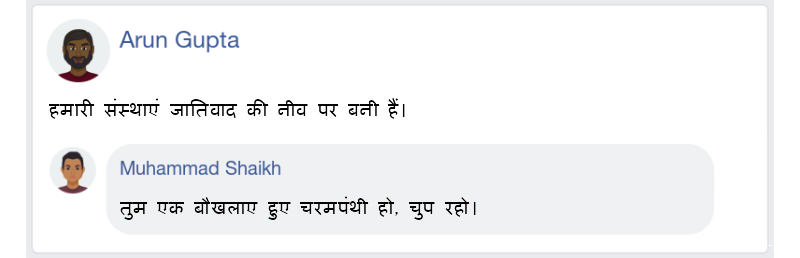 Arun Gupta
हमारी संस्थाएं जातिवाद की नीव पर बनी हैं।
Muhammad Shaikh
तुम एक बौखलाए हुए चरमपंथी हो, चुप रहो।